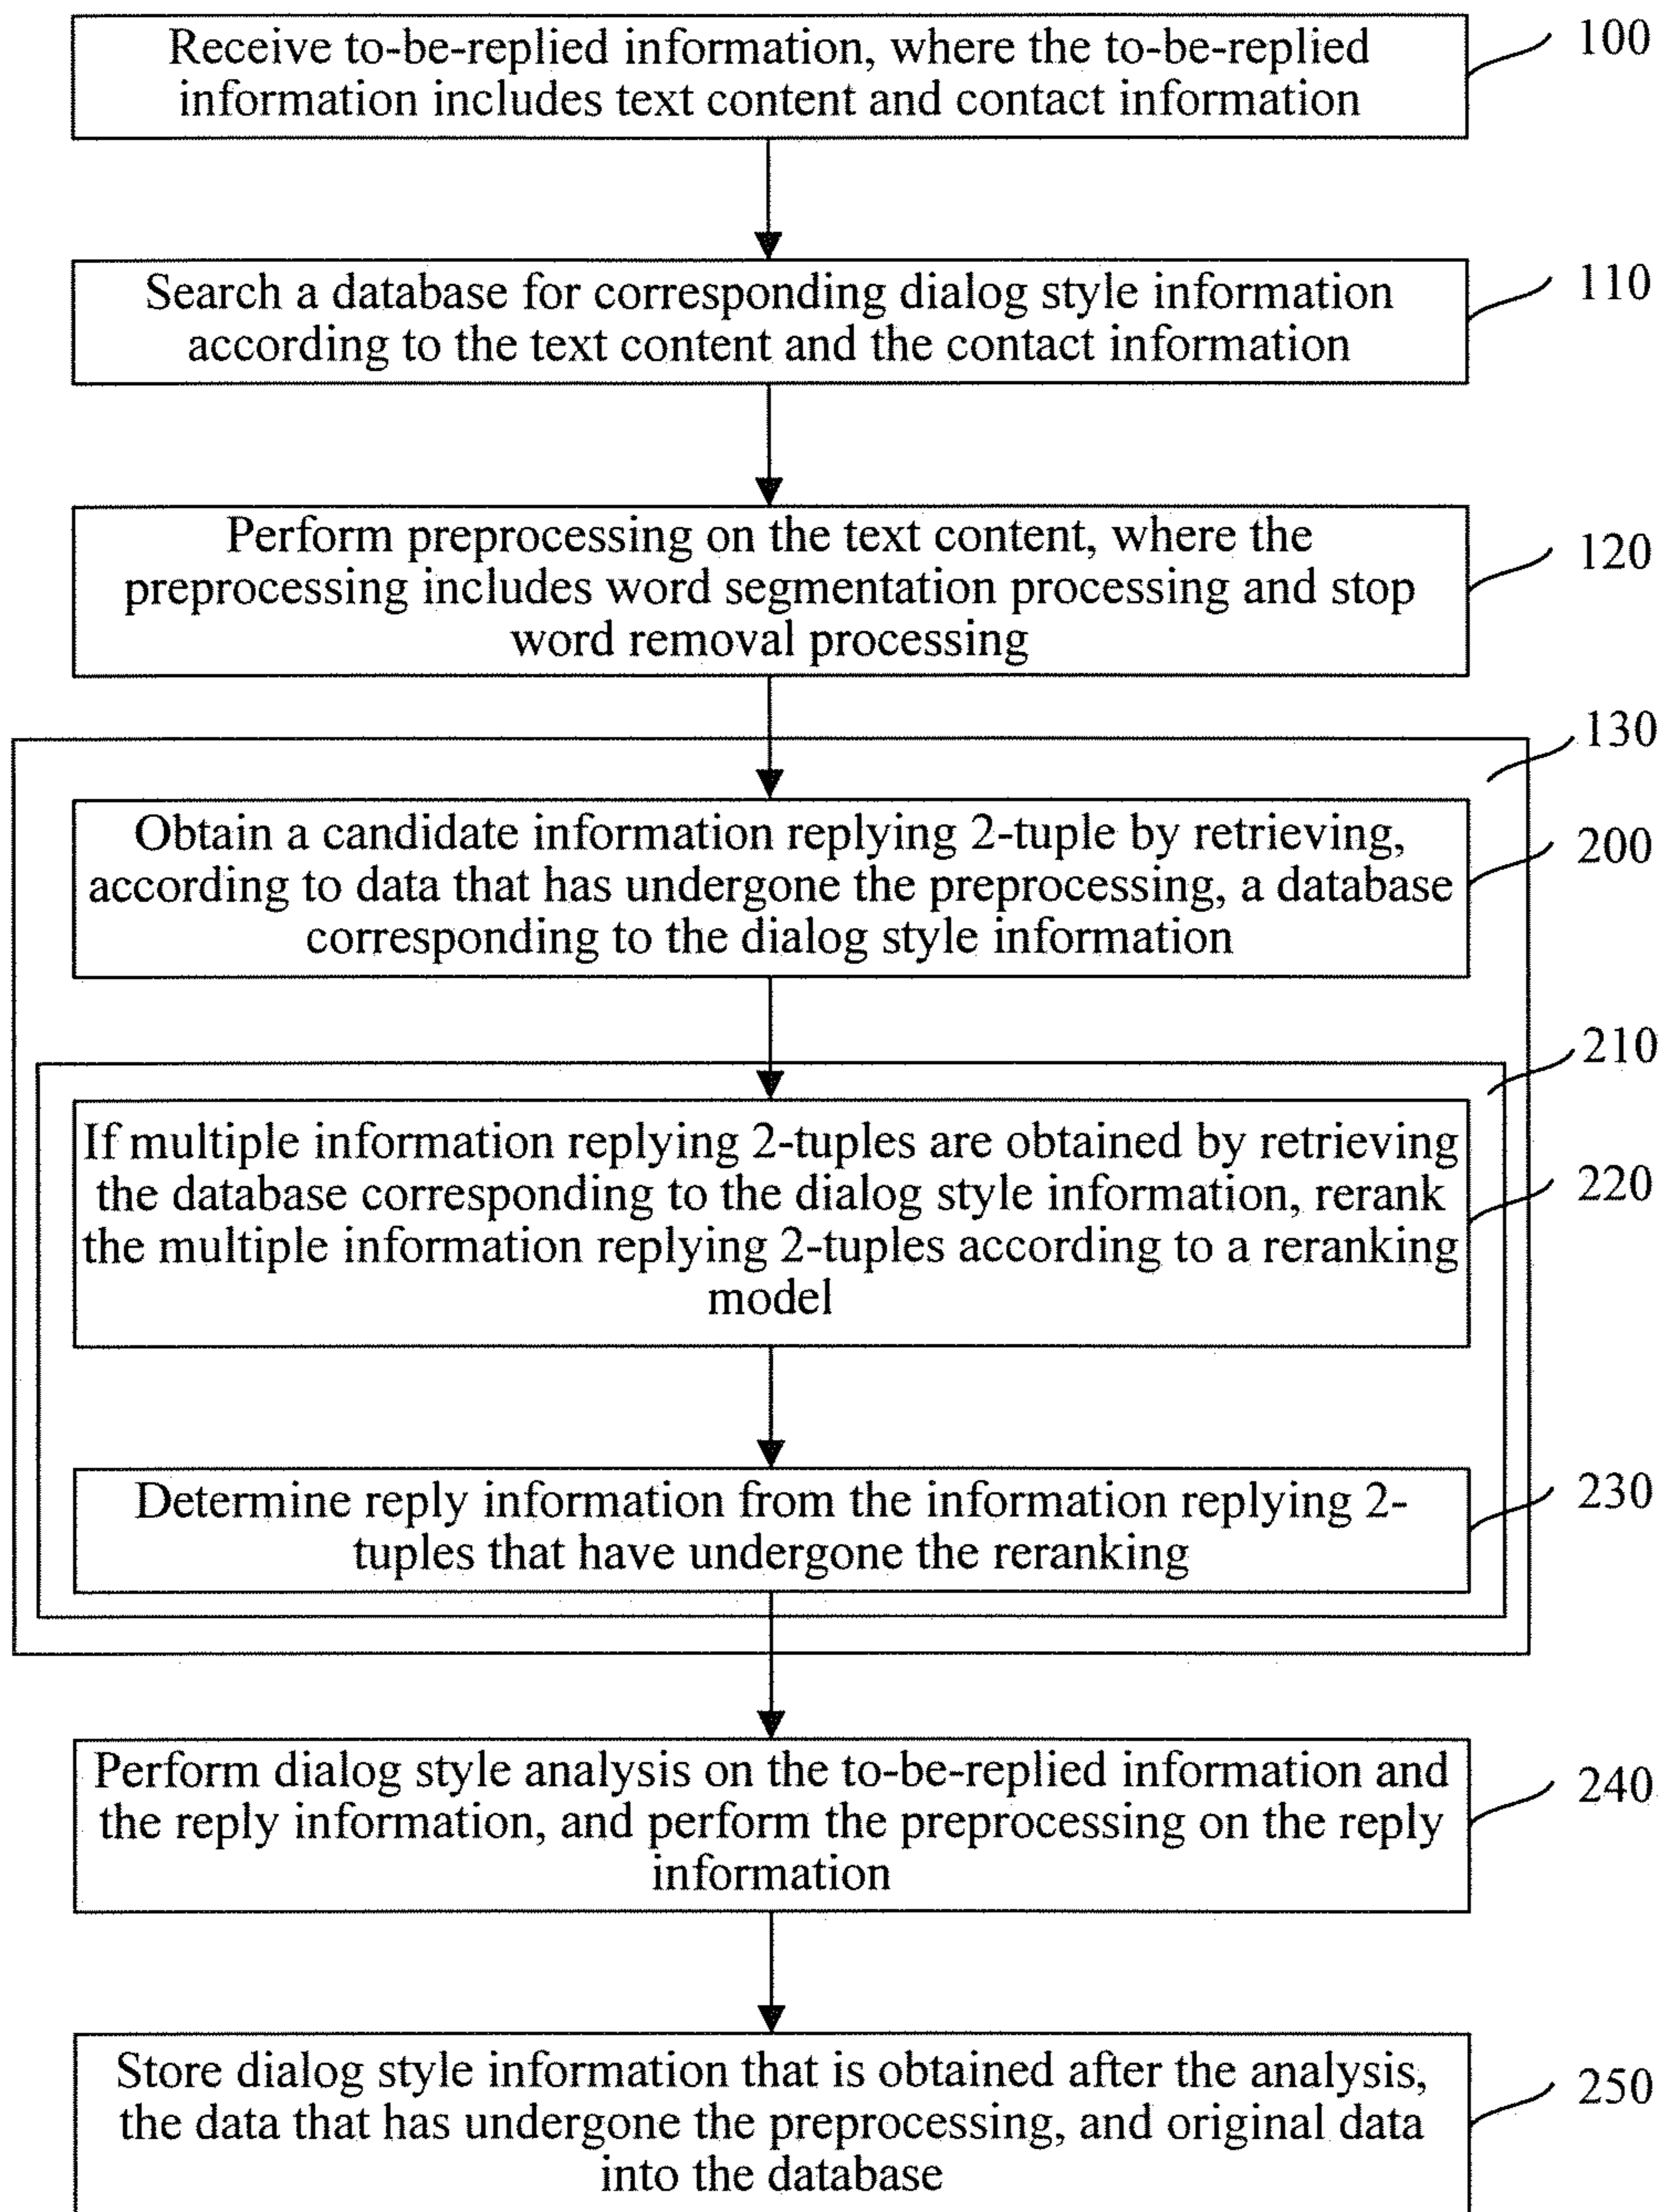 Receive to-be-replied information, where the to-be-replied
information includes text content and contact information
100
Search a database for corresponding dialog style information
according to the text content and the contact information
110
Perform preprocessing on the text content, where the
preprocessing includes word segmentation processing and stop
word removal processing
120
130
Obtain a candidate information replying 2-tuple by retrieving,
according to data that has undergone the preprocessing, a database
corresponding to the dialog style information
200
210
If multiple information replying 2-tuples are obtained by retrieving
the database corresponding to the dialog style information, rerank
the multiple information replying 2-tuples according to a reranking
model
220
Determine reply information from the information replying 2-
tuples that have undergone the reranking
230
Perform dialog style analysis on the to-be-replied information and
the reply information, and perform the preprocessing on the reply
information
240
Store dialog style information that is obtained after the analysis,
the data that has undergone the preprocessing, and original data
into the database
250